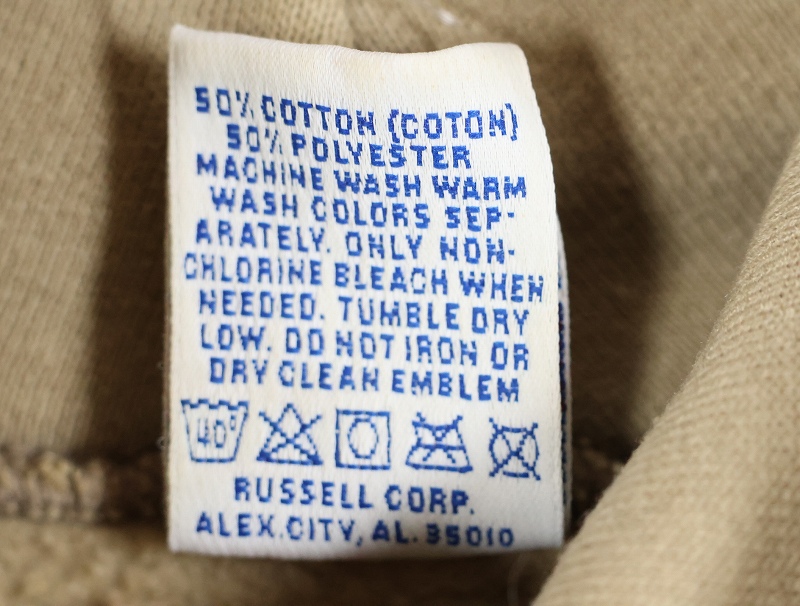 50% COTTON (COTON)
50% POLYESTER
MACHINE WASH WARM
WASH COLORS SEP-
ARATELY. ONLY NON-
CHLORINE BLEACH WHEN
NEEDED. TUMBLE DRY
LOW. DO NOT IRON OR
DRY CLEAN EMBLEM
40°
RUSSELL CORP.
ALEX.CITY, AL. 35010